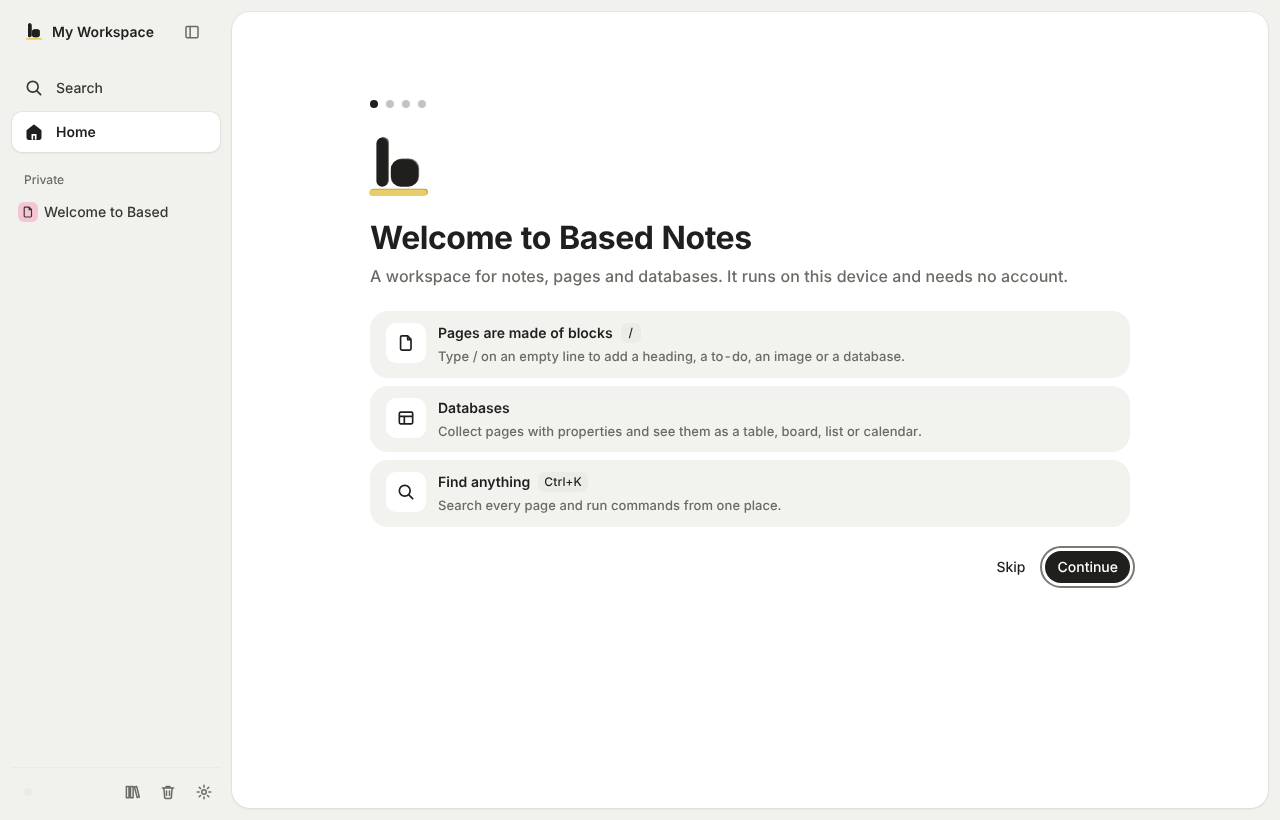 My Workspace
Search
Home
Private
Welcome to Based
Welcome to Based Notes
A workspace for notes, pages and databases. It runs on this device and needs no account.
Pages are made of blocks /
Type / on an empty line to add a heading, a to-do, an image or a database.
Databases
Collect pages with properties and see them as a table, board, list or calendar.
Find anything Ctrl+K
Search every page and run commands from one place.
Skip Continue